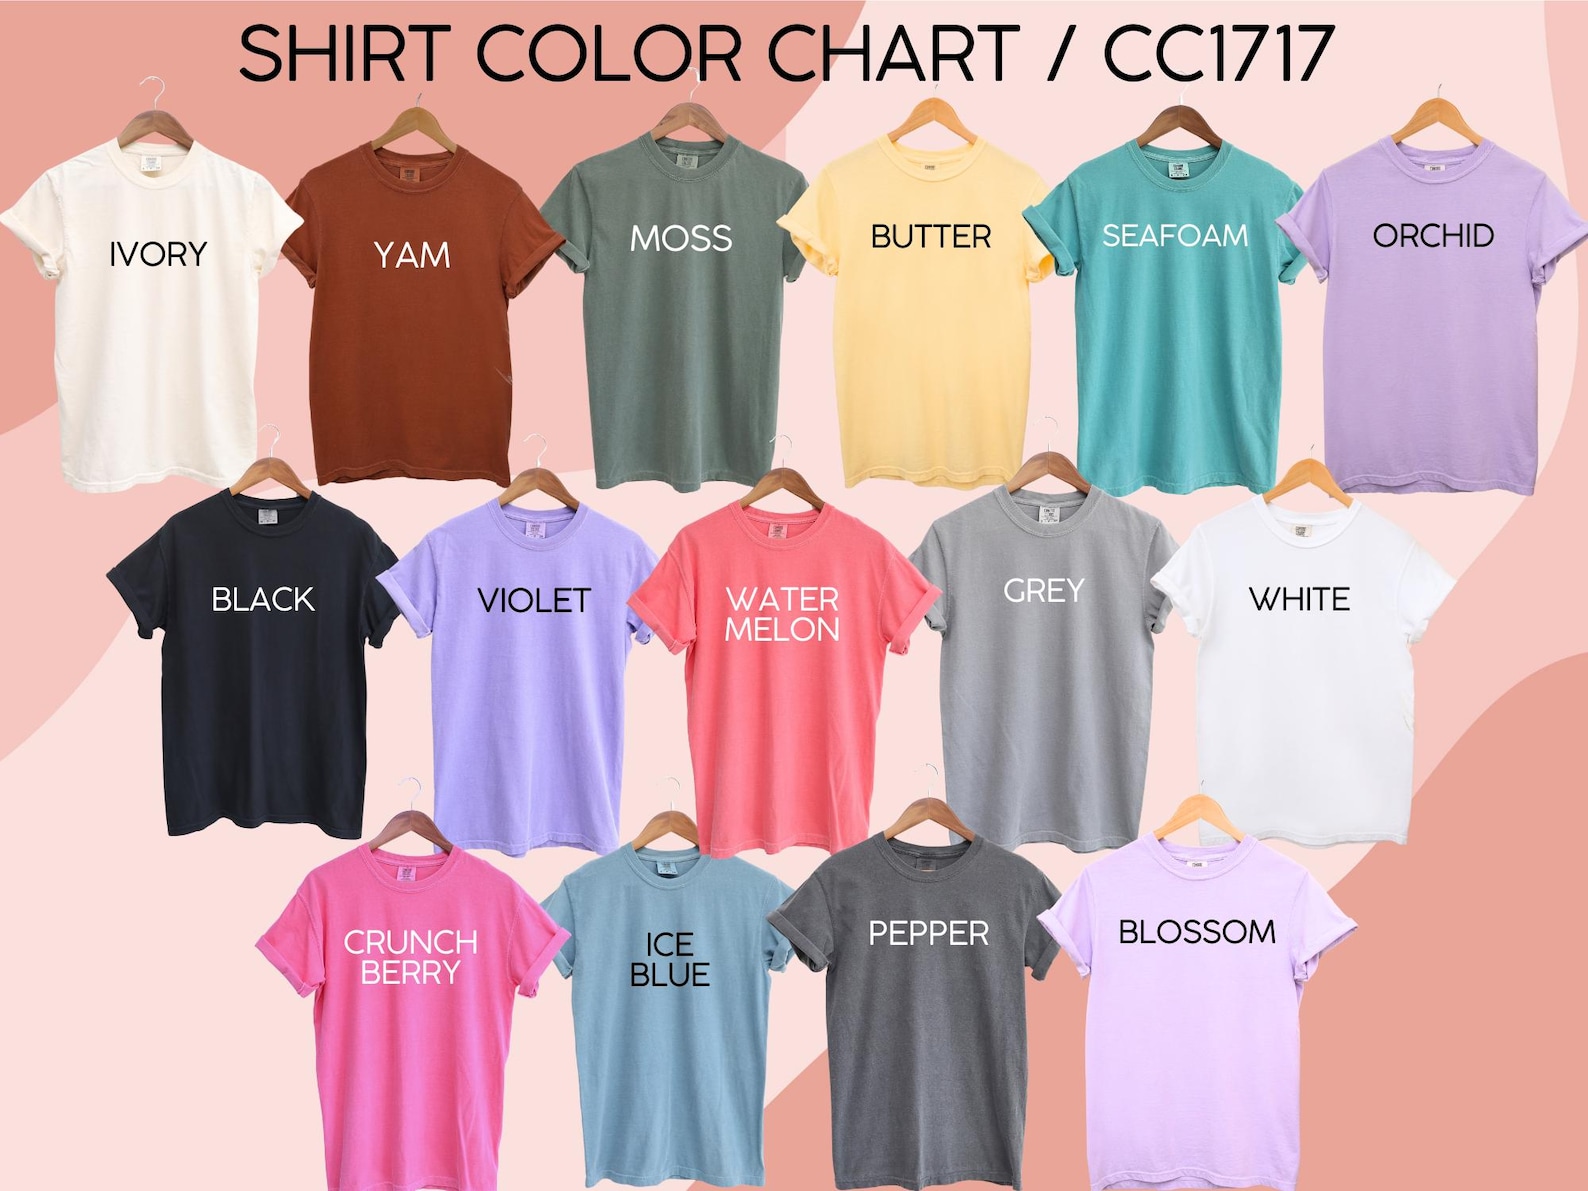 SHIRT COLOR CHART / CC1717
IVORY
YAM
MOSS
BUTTER
SEAFOAM
ORCHID
BLACK
VIOLET
WATER
MELON
GREY
WHITE
CRUNCH
BERRY
ICE
BLUE
PEPPER
BLOSSOM